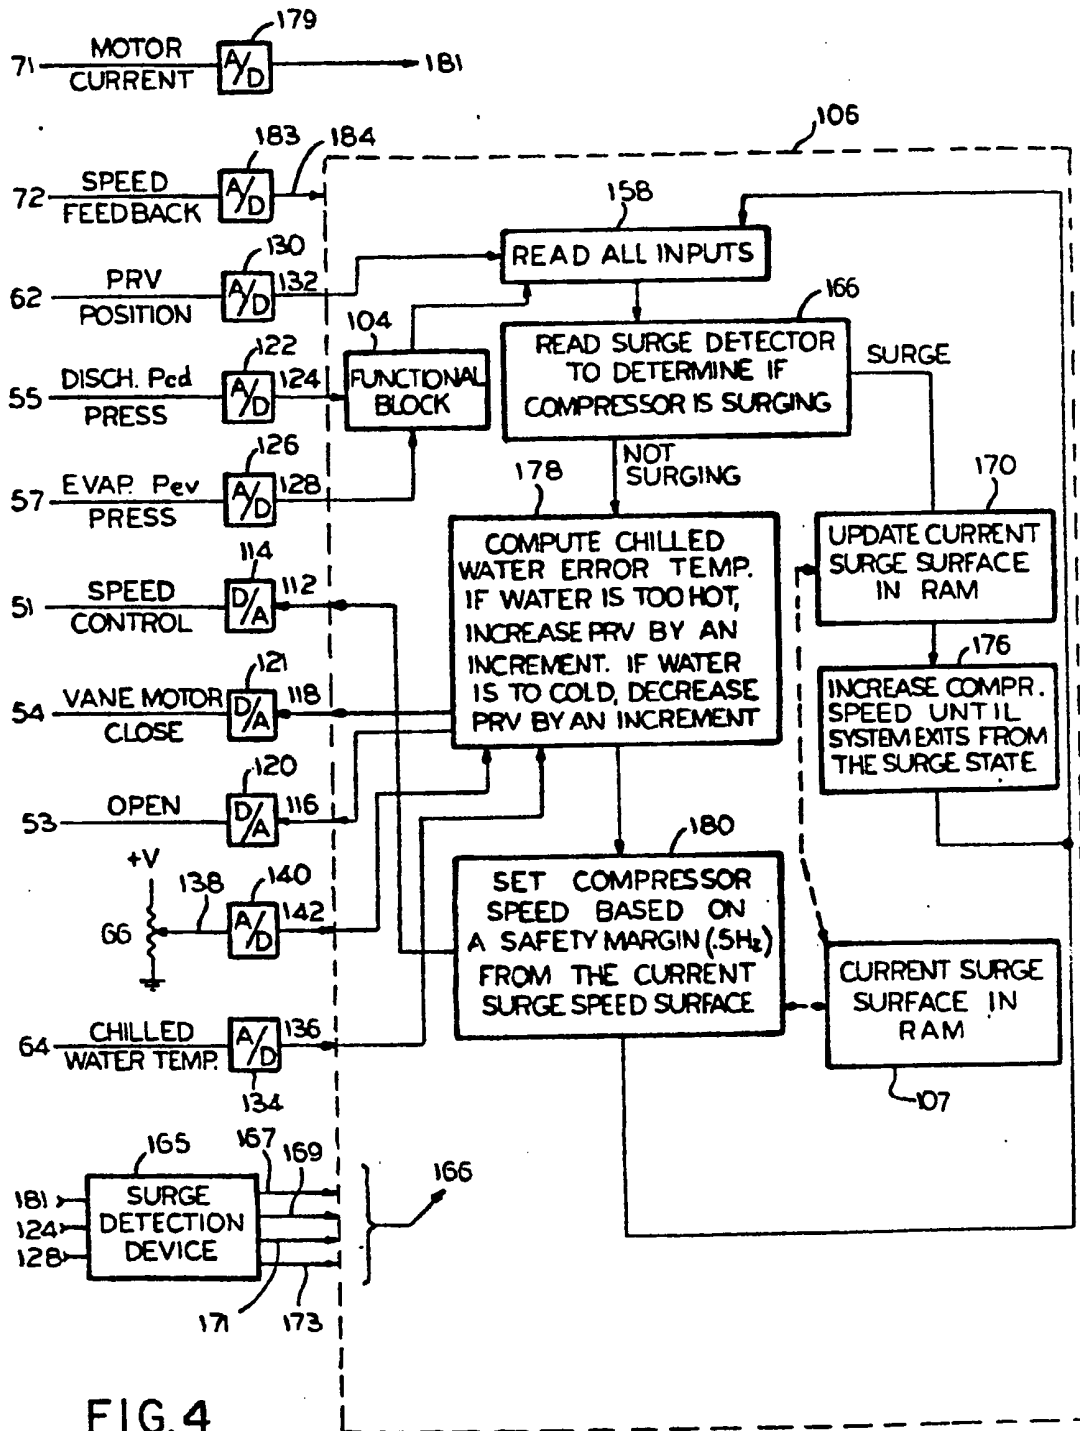 179
71 MOTOR CURRENT A/D 181
106
183 184
72 SPEED FEEDBACK A/D
158
READ ALL INPUTS
130
62 PRV POSITION A/D 132
166
READ SURGE DETECTOR
TO DETERMINE IF
COMPRESSOR IS SURGING
SURGE
104
FUNCTIONAL
BLOCK
122
55 DISCH. Pcd PRESS A/D 124
NOT
SURGING
126
57 EVAP. Pev PRESS A/D 128
178
COMPUTE CHILLED
WATER ERROR TEMP.
IF WATER IS TOO HOT,
INCREASE PRV BY AN
INCREMENT. IF WATER
IS TO COLD, DECREASE
PRV BY AN INCREMENT
170
UPDATE CURRENT
SURGE SURFACE
IN RAM
114
51 SPEED CONTROL D/A 112
176
INCREASE COMPR.
SPEED UNTIL
SYSTEM EXITS FROM
THE SURGE STATE
121
54 VANE MOTOR CLOSE D/A 118
120
53 OPEN D/A 116
180
SET COMPRESSOR
SPEED BASED ON
A SAFETY MARGIN (.5Hz)
FROM THE CURRENT
SURGE SPEED SURFACE
+V
138 140
66 A/D 142
CURRENT SURGE
SURFACE IN
RAM
107
64 CHILLED WATER TEMP. A/D 136
134
165 167 169
181
124
128
SURGE
DETECTION
DEVICE
166
171 173
FIG. 4